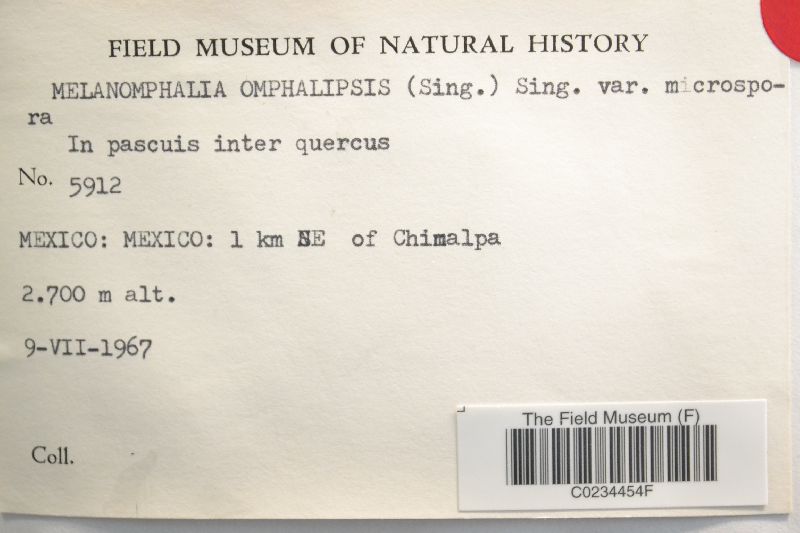 FIELD MUSEUM OF NATURAL HISTORY
MELANOMPHALIA OMPHALIPSIS (Sing.) Sing. var. microspo-
ra
In pascuis inter quercus
No. 5912
MEXICO: MEXICO: 1 km of Chimalpa
2.700 m alt.
9-VII-1967
Coll.
The Field Museum (F)
C0234454F